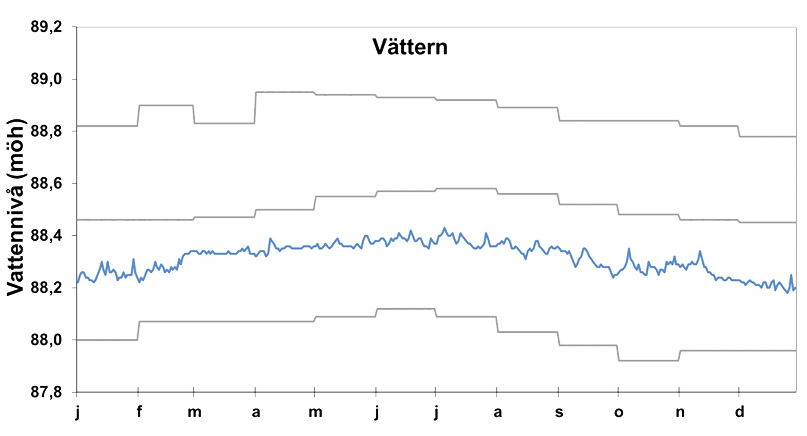 Vättern
Vattennivå (möh)
89,2
89,0
88,8
88,6
88,4
88,2
88,0
87,8
j f m a m j j a s o n d